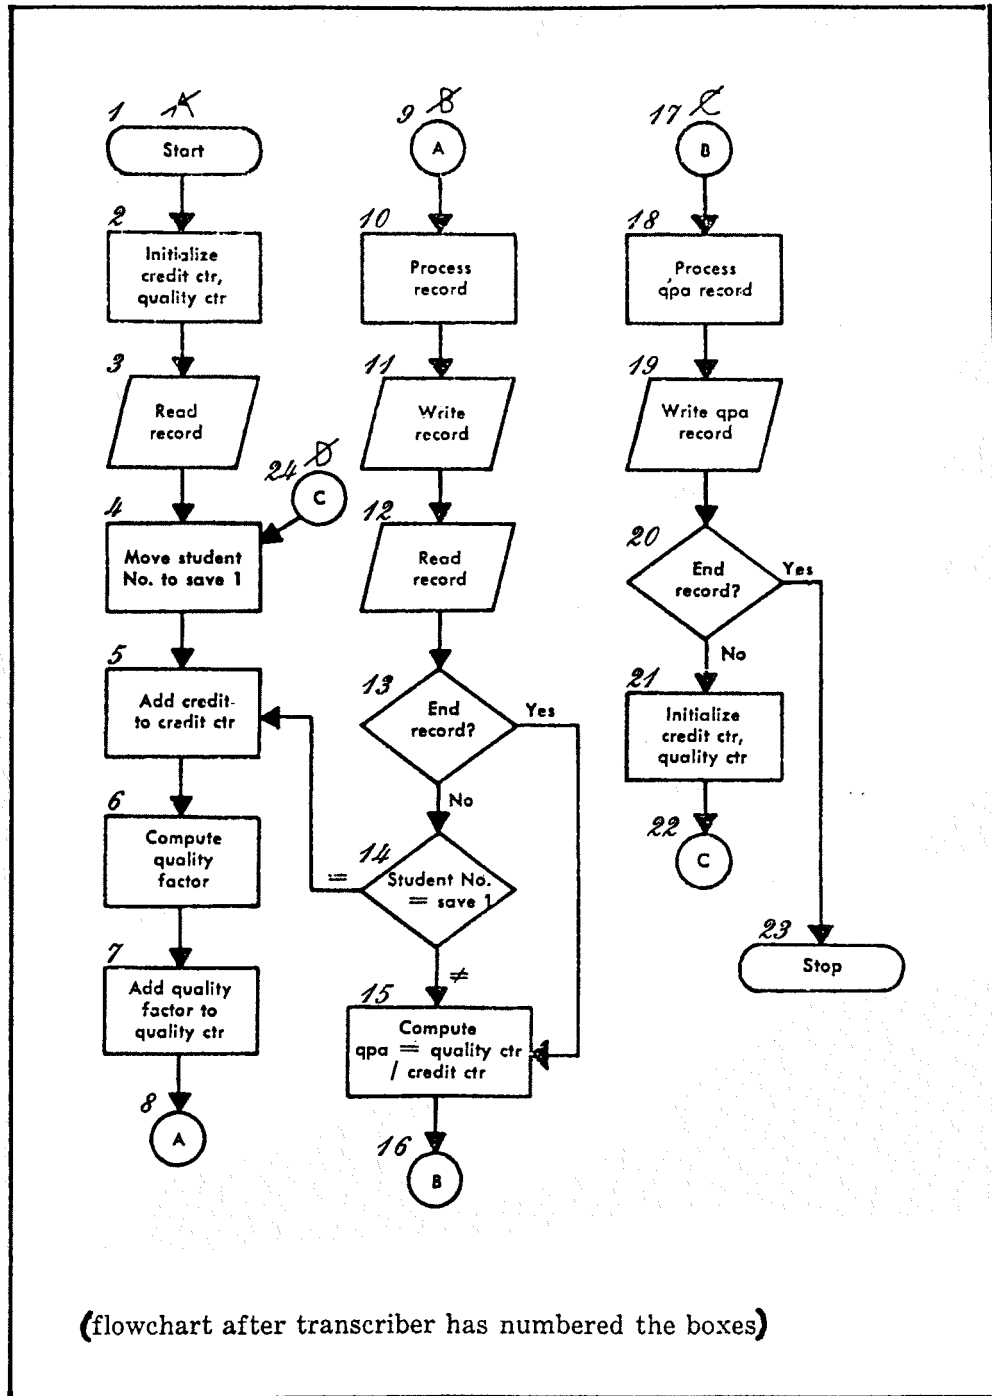 1
Start
2
Initialize
credit ctr,
quality ctr
3
Read
record
24
C
4
Move student
No. to save 1
5
Add credit
to credit ctr
6
Compute
quality
factor
7
Add quality
factor to
quality ctr
8
A
9
A
10
Process
record
11
Write
record
12
Read
record
13
End
record?
Yes
No
14
Student No.
= save 1
=
≠
15
Compute
qpa = quality ctr
/ credit ctr
16
B
17
B
18
Process
qpa record
19
Write qpa
record
20
End
record?
Yes
No
21
Initialize
credit ctr,
quality ctr
22
C
23
Stop
(flowchart after transcriber has numbered the boxes)